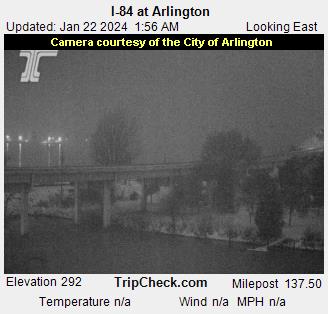 I-84 at Arlington
Updated: Jan 22 2024 1:56 AM Looking East
Camera courtesy of the City of Arlington
Elevation 292 TripCheck.com Milepost 137.50
Temperature n/a Wind n/a MPH n/a